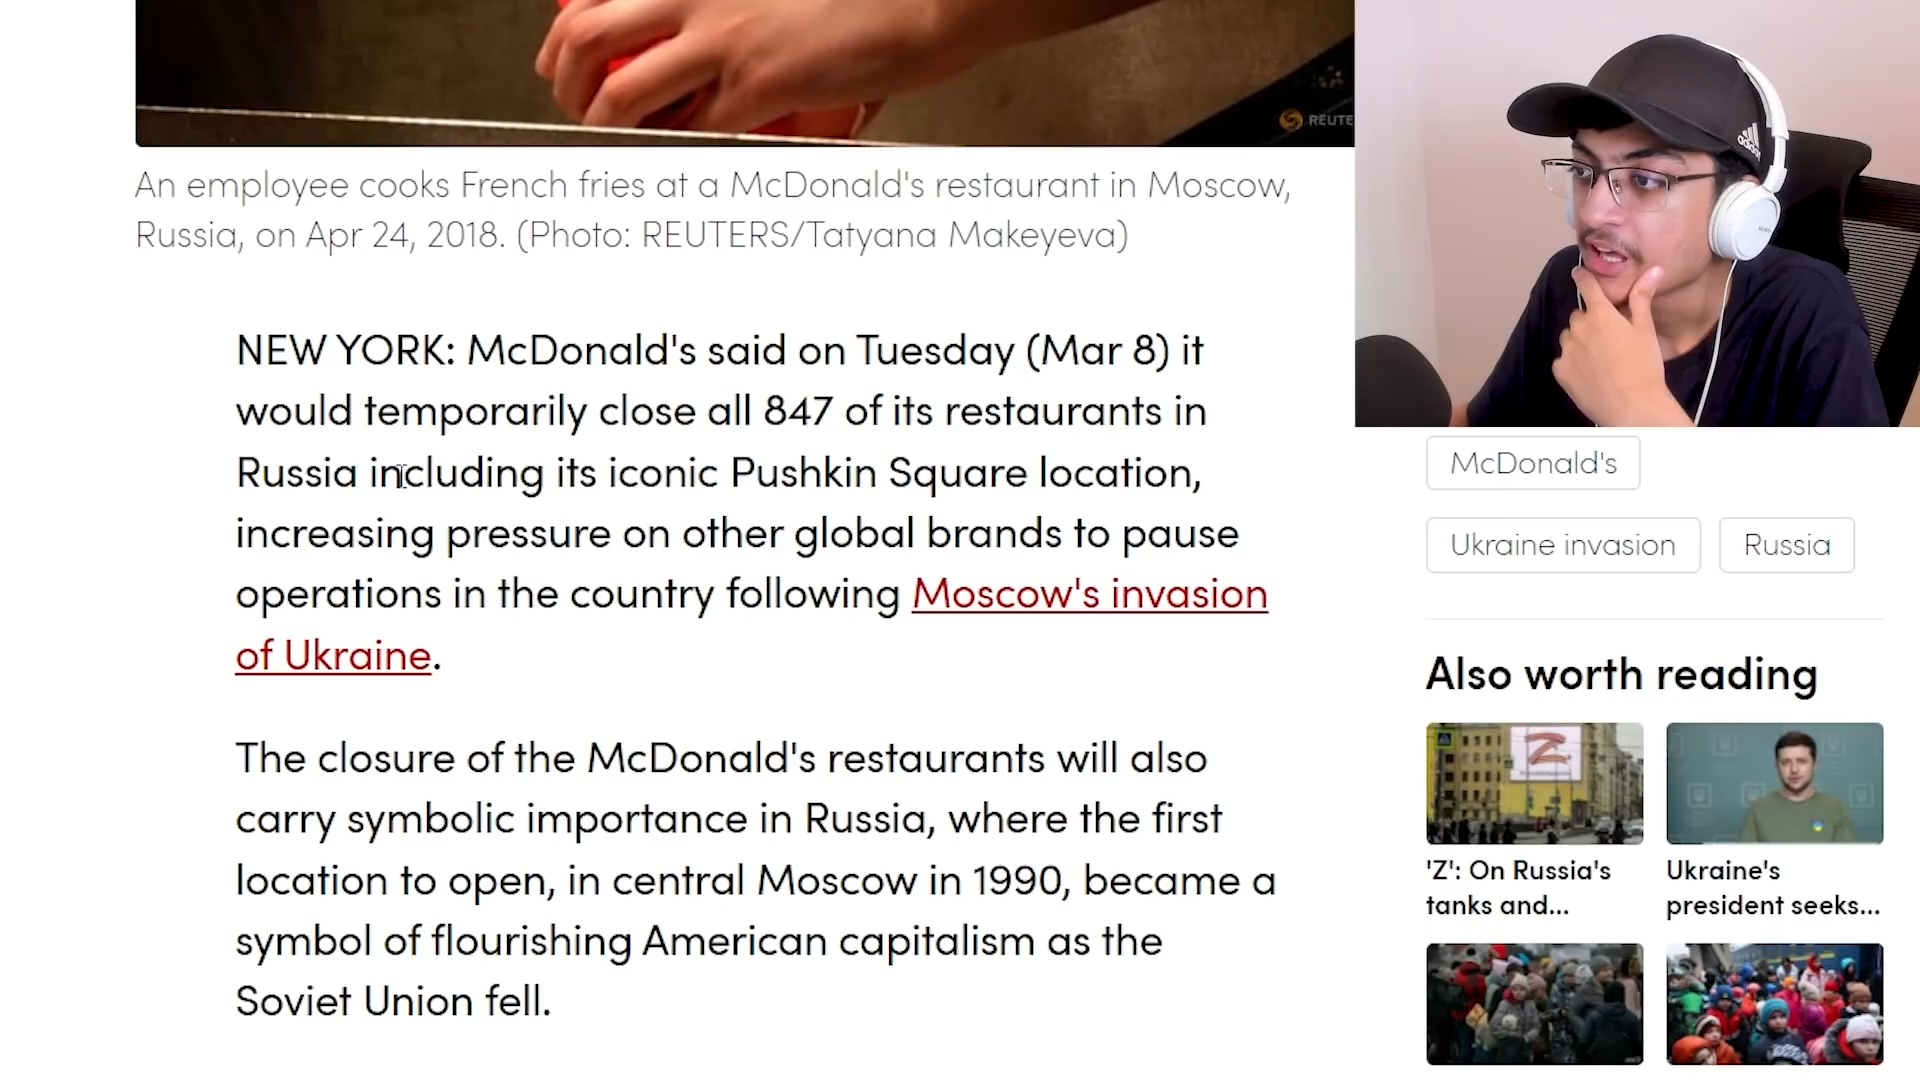 REUTE
An employee cooks French fries at a McDonald's restaurant in Moscow,
Russia, on Apr 24, 2018. (Photo: REUTERS/Tatyana Makeyeva)
NEW YORK: McDonald's said on Tuesday (Mar 8) it
would temporarily close all 847 of its restaurants in
Russia including its iconic Pushkin Square location,
increasing pressure on other global brands to pause
operations in the country following Moscow's invasion
of Ukraine.
The closure of the McDonald's restaurants will also
carry symbolic importance in Russia, where the first
location to open, in central Moscow in 1990, became a
symbol of flourishing American capitalism as the
Soviet Union fell.
adidas
McDonald's
Ukraine invasion
Russia
Also worth reading
Z
'Z': On Russia's
tanks and...
Ukraine's
president seeks...